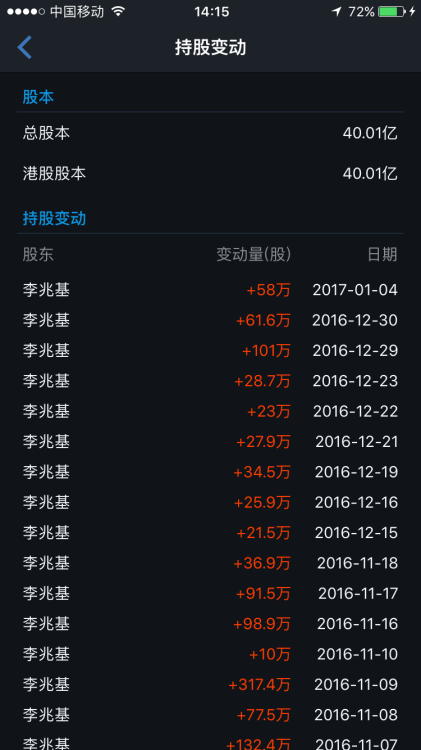 中国移动 14:15 72%
持股变动
股本
总股本 40.01亿
港股股本 40.01亿
持股变动
股东 变动量(股) 日期
李兆基 +58万 2017-01-04
李兆基 +61.6万 2016-12-30
李兆基 +101万 2016-12-29
李兆基 +28.7万 2016-12-23
李兆基 +23万 2016-12-22
李兆基 +27.9万 2016-12-21
李兆基 +34.5万 2016-12-19
李兆基 +25.9万 2016-12-16
李兆基 +21.5万 2016-12-15
李兆基 +36.9万 2016-11-18
李兆基 +91.5万 2016-11-17
李兆基 +98.9万 2016-11-16
李兆基 +10万 2016-11-10
李兆基 +317.4万 2016-11-09
李兆基 +77.5万 2016-11-08
李兆基 +132.4万 2016-11-07